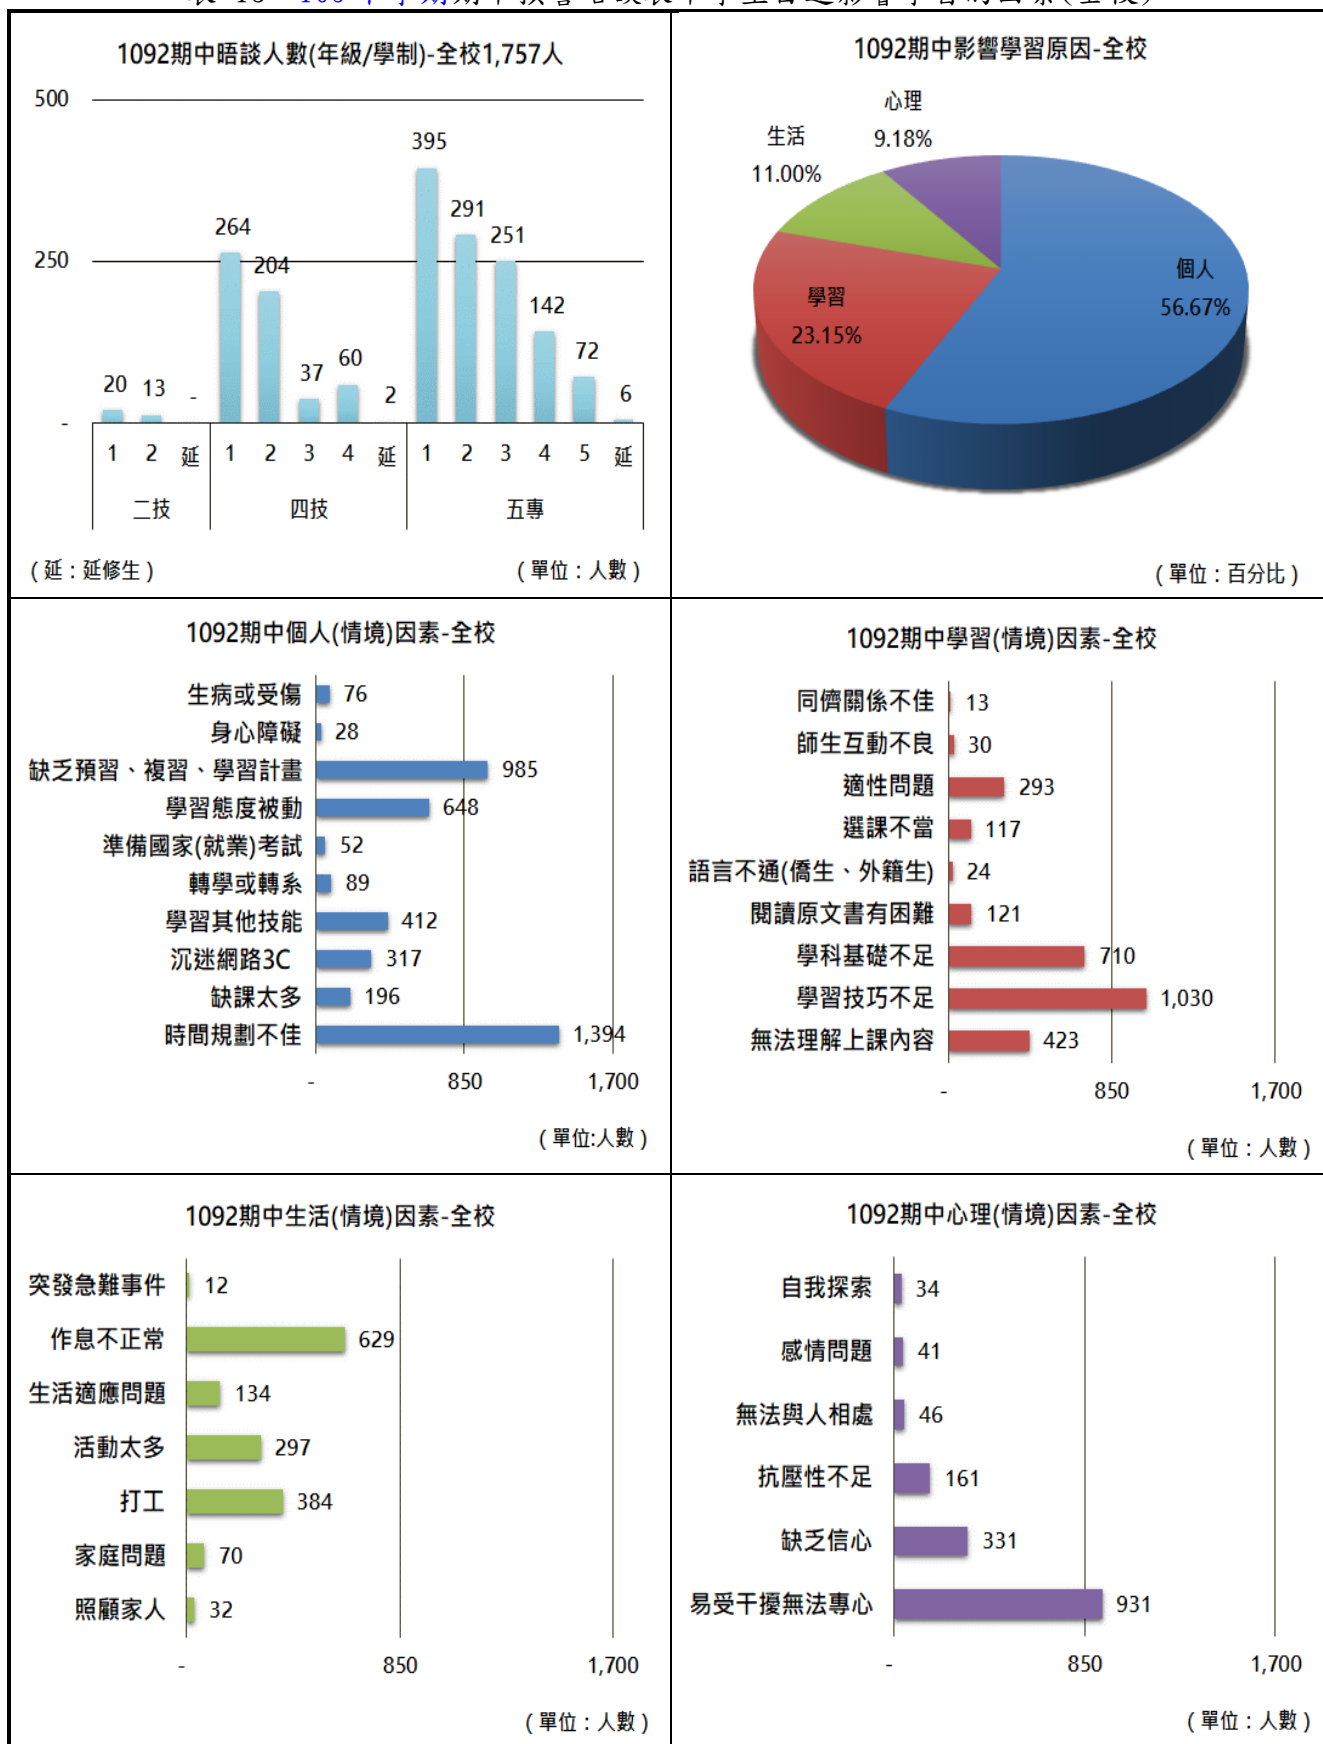 1092期中晤談人數(年級/學制)-全校1,757人
500
250
-
20
13
-
264
204
37
60
2
395
291
251
142
72
6
1 2 延 1 2 3 4 延 1 2 3 4 5 延
二技 四技 五專
(延：延修生) (單位：人數)
1092期中影響學習原因-全校
心理
9.18%
生活
11.00%
學習
23.15%
個人
56.67%
(單位：百分比)
1092期中個人(情境)因素-全校
生病或受傷 76
身心障礙 28
缺乏預習、複習、學習計畫 985
學習態度被動 648
準備國家(就業)考試 52
轉學或轉系 89
學習其他技能 412
沉迷網路3C 317
缺課太多 196
時間規劃不佳 1,394
- 850 1,700
(單位:人數)
1092期中學習(情境)因素-全校
同儕關係不佳 13
師生互動不良 30
適性問題 293
選課不當 117
語言不通(僑生、外籍生) 24
閱讀原文書有困難 121
學科基礎不足 710
學習技巧不足 1,030
無法理解上課內容 423
- 850 1,700
(單位：人數)
1092期中生活(情境)因素-全校
突發急難事件 12
作息不正常 629
生活適應問題 134
活動太多 297
打工 384
家庭問題 70
照顧家人 32
- 850 1,700
(單位：人數)
1092期中心理(情境)因素-全校
自我探索 34
感情問題 41
無法與人相處 46
抗壓性不足 161
缺乏信心 331
易受干擾無法專心 931
- 850 1,700
(單位：人數)